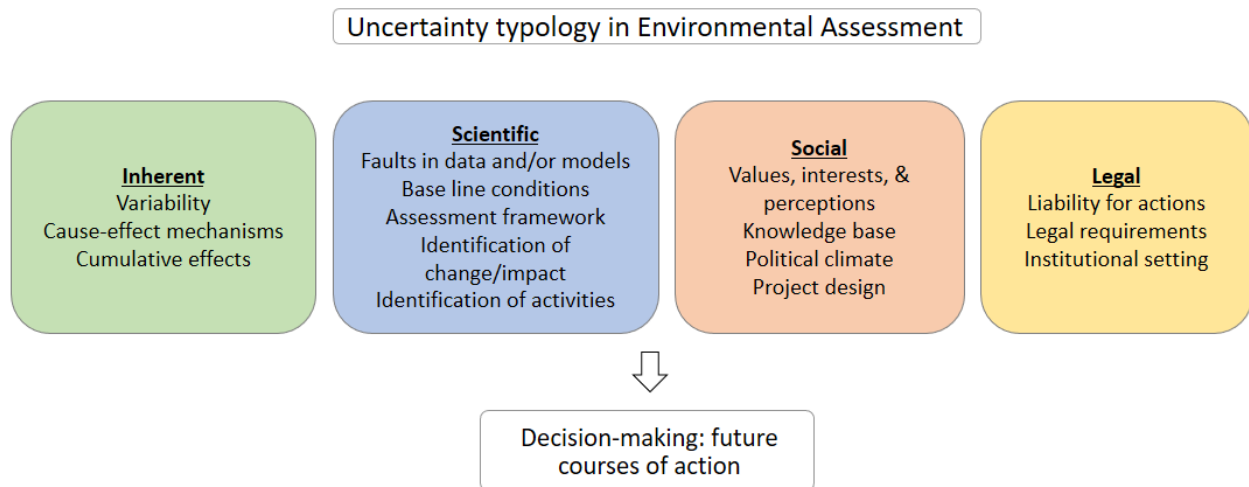 Uncertainty typology in Environmental Assessment
Inherent
Variability
Cause-effect mechanisms
Cumulative effects
Scientific
Faults in data and/or models
Base line conditions
Assessment framework
Identification of
change/impact
Identification of activities
Social
Values, interests, &
perceptions
Knowledge base
Political climate
Project design
Legal
Liability for actions
Legal requirements
Institutional setting
Decision-making: future
courses of action